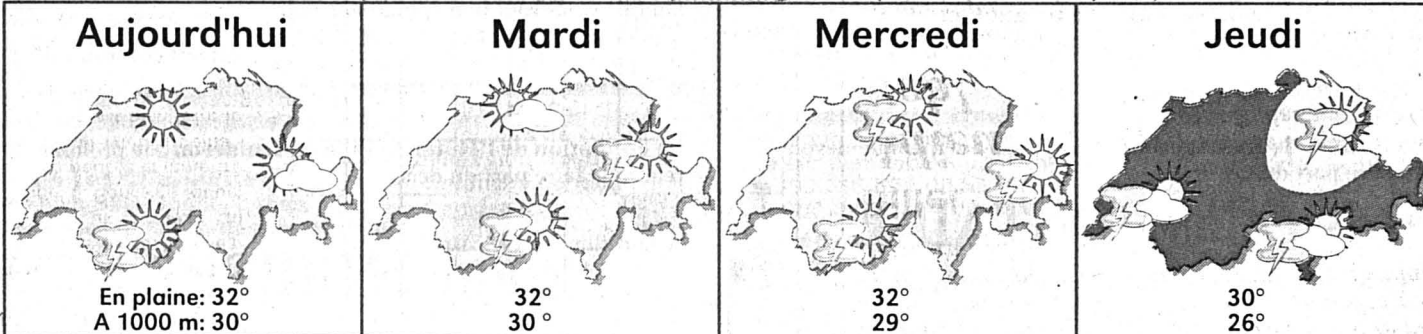 Aujourd'hui
En plaine: 32°
A 1000 m: 30°
Mardi
32°
30 °
Mercredi
32°
29°
Jeudi
30°
26°